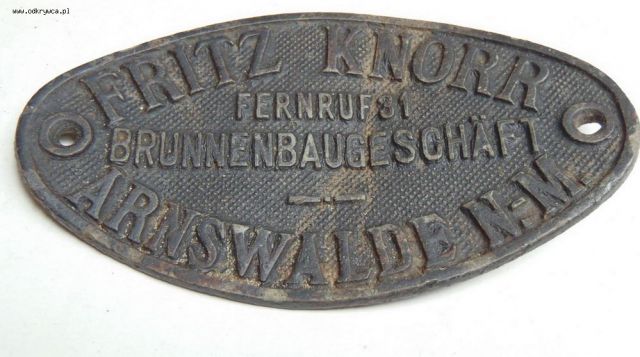 www.odkrywca.pl
FRITZ KNORR
FERNRUF 31
BRUNNENBAUGESCHÄFT
ARNSWALDE N-M.